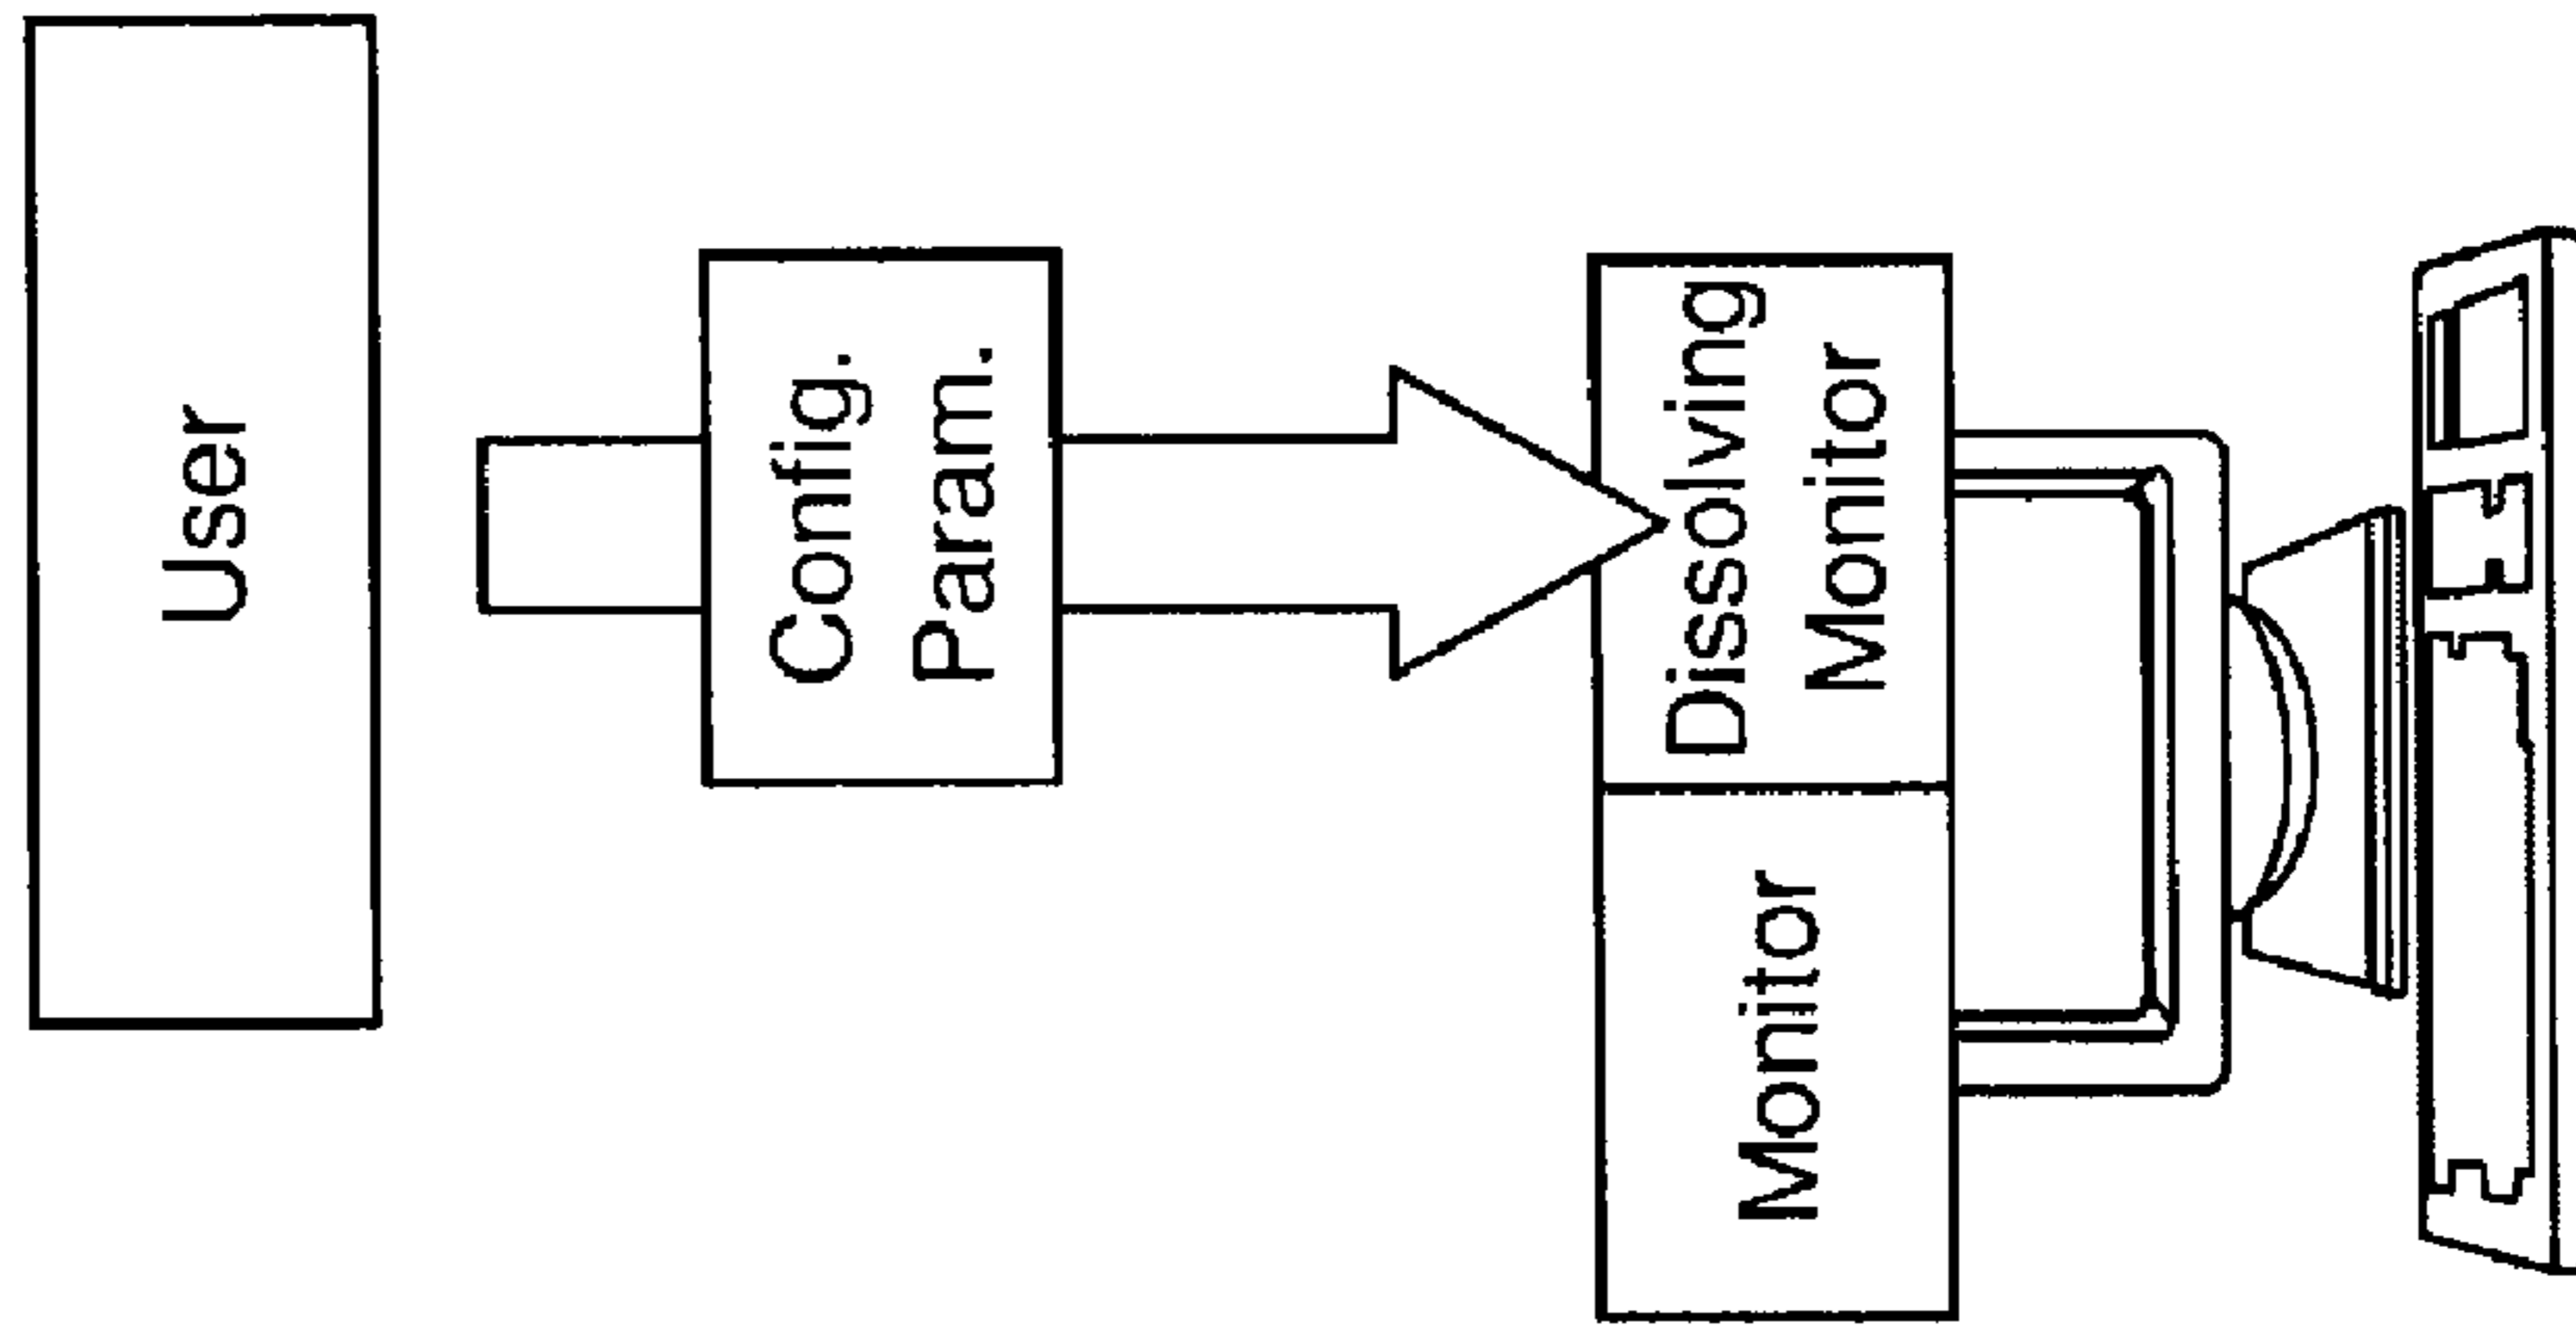 User
Config.
Param.
Monitor
Dissolving
Monitor